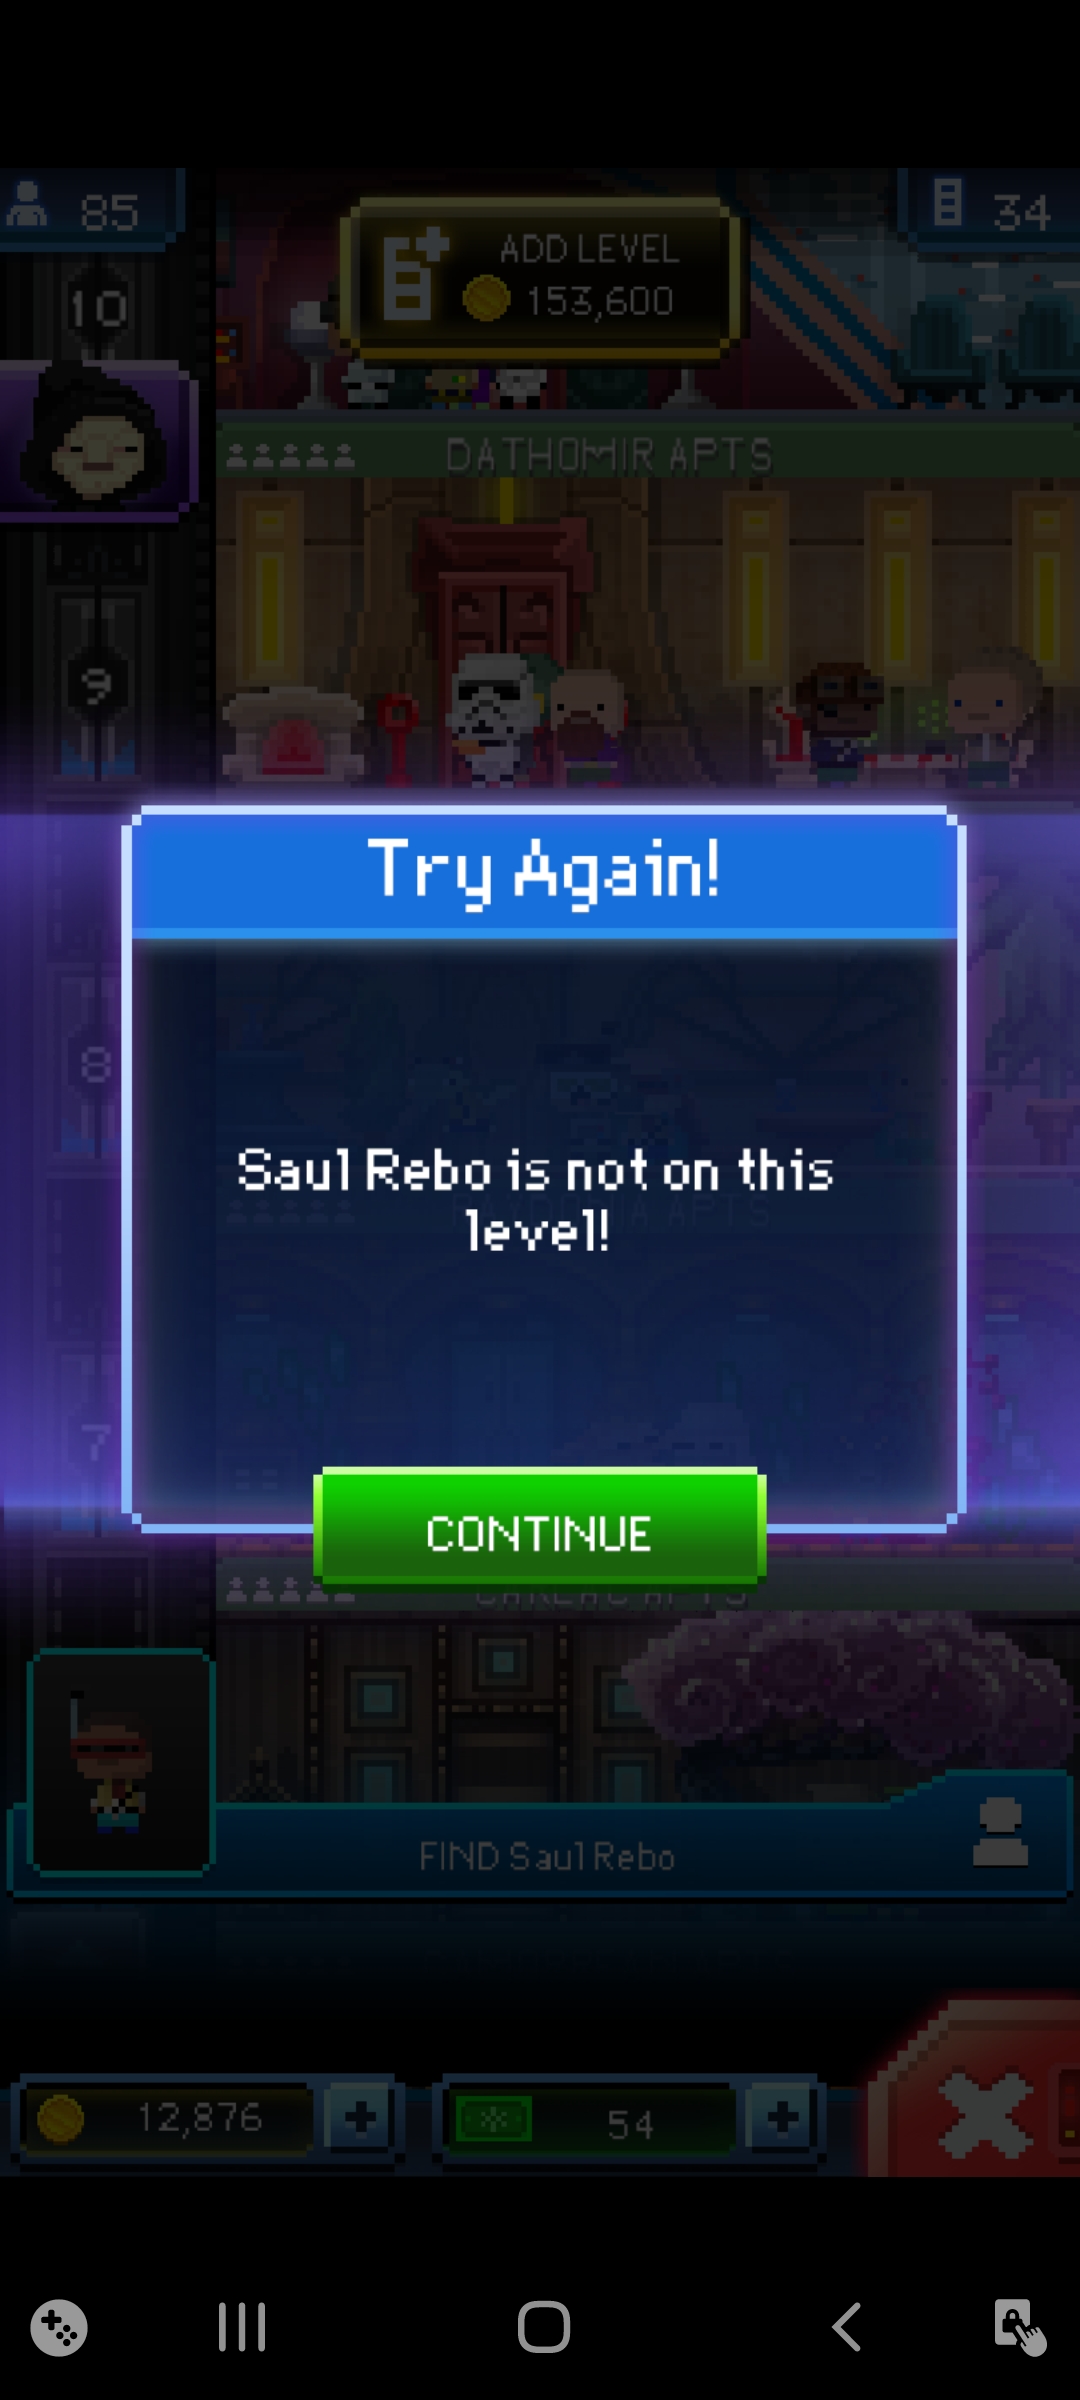 85
ADD LEVEL
153,600
34
10
DATHOMIR APTS
9
Try Again!
8
Saul Rebo is not on this
level!
7
CONTINUE
APTS
FIND Saul Rebo
12,876
54